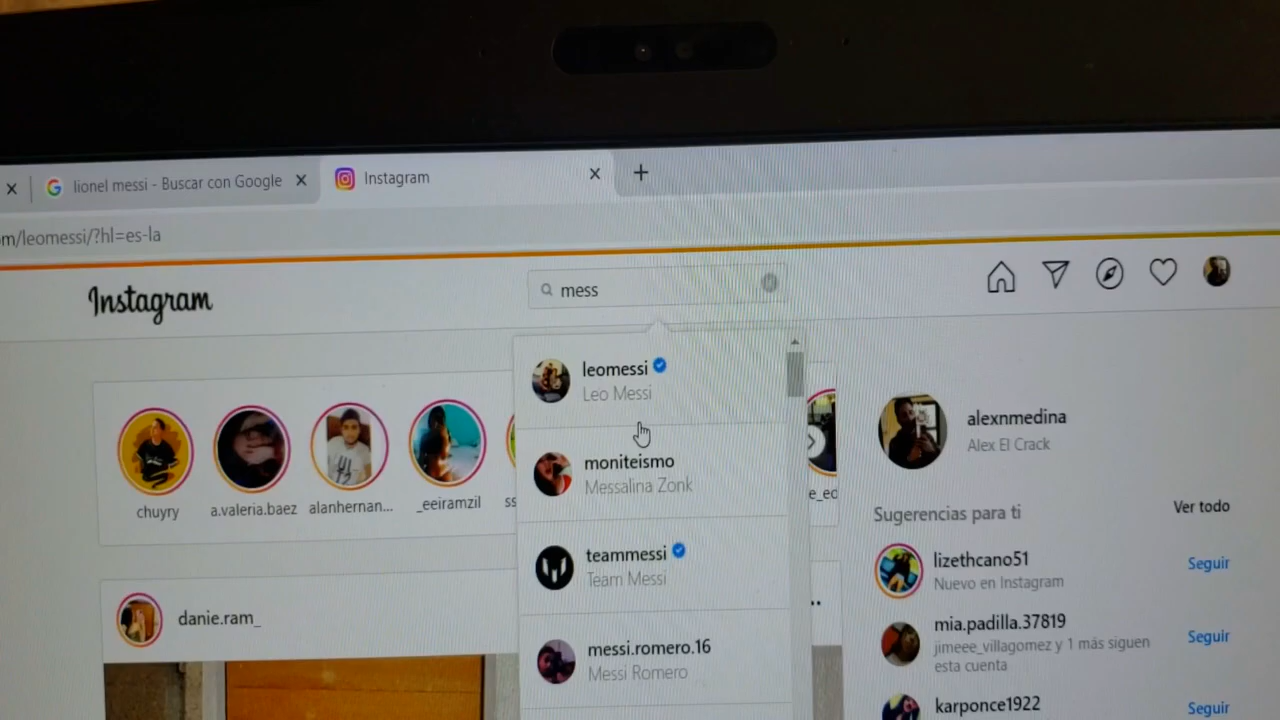 lionel messi - Buscar con Google
Instagram
m/leomessi/?hl=es-la
Instagram
mess
leomessi
Leo Messi
moniteismo
Messalina Zonk
teammessi
Team Messi
messi.romero.16
Messi Romero
chuyry
a.valeria.baez
alanhernan...
_eeiramzil
ss
e_ed
danie.ram_
..
alexnmedina
Alex El Crack
Sugerencias para ti
Ver todo
lizethcano51
Nuevo en Instagram
Seguir
mia.padilla.37819
jimeee_villagomez y 1 más siguen
esta cuenta
Seguir
karponce1922
Seguir